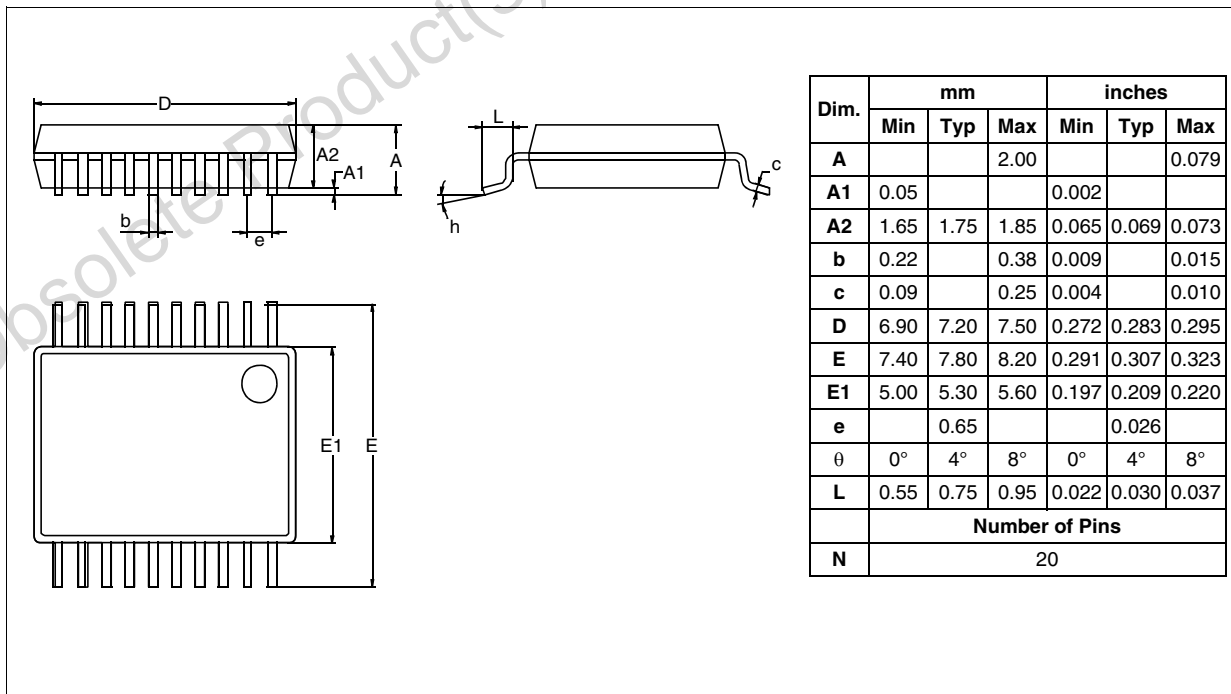 Obsolete Product(s)
D
A2
A1
A
b
e
L
c
h
E1
E
Dim. mm inches
Min Typ Max Min Typ Max
A 2.00 0.079
A1 0.05 0.002
A2 1.65 1.75 1.85 0.065 0.069 0.073
b 0.22 0.38 0.009 0.015
c 0.09 0.25 0.004 0.010
D 6.90 7.20 7.50 0.272 0.283 0.295
E 7.40 7.80 8.20 0.291 0.307 0.323
E1 5.00 5.30 5.60 0.197 0.209 0.220
e 0.65 0.026
θ 0° 4° 8° 0° 4° 8°
L 0.55 0.75 0.95 0.022 0.030 0.037
Number of Pins
N 20